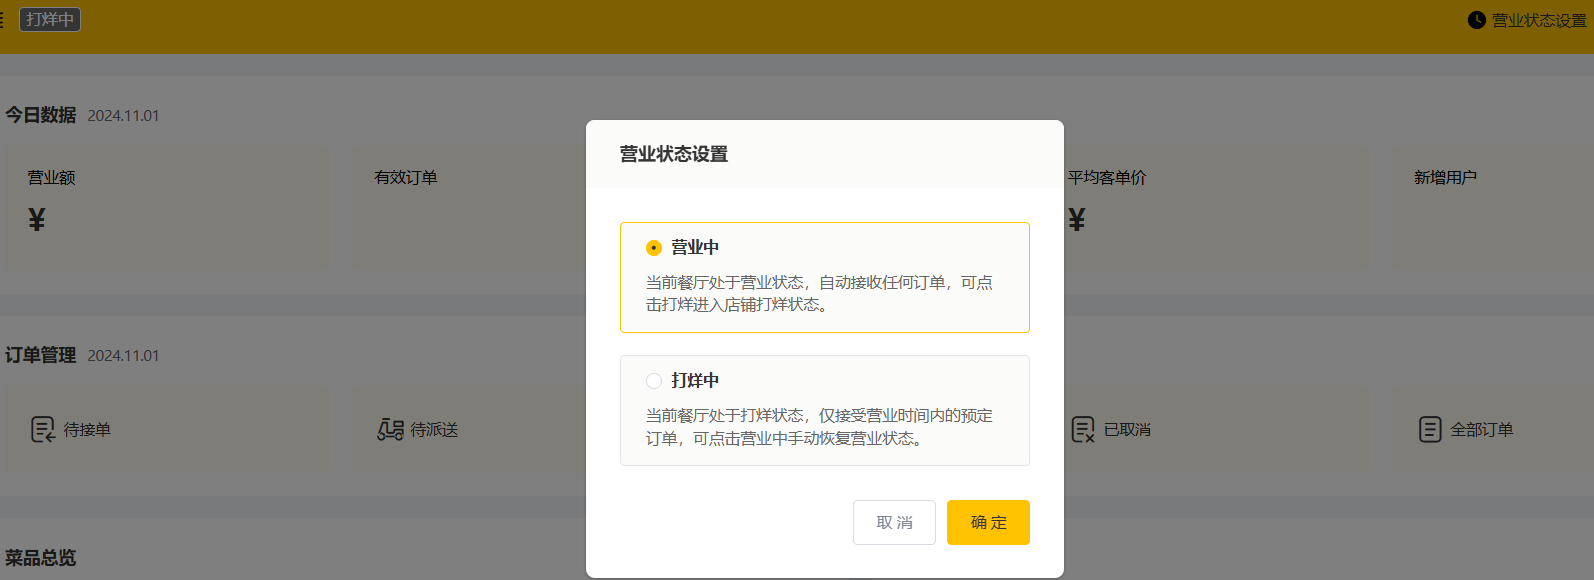 打烊中
营业状态设置
今日数据 2024.11.01
营业额
¥
有效订单
平均客单价
¥
新增用户
订单管理 2024.11.01
待接单
待派送
已取消
全部订单
菜品总览
营业状态设置
营业中
当前餐厅处于营业状态，自动接收任何订单，可点
击打烊进入店铺打烊状态。
打烊中
当前餐厅处于打烊状态，仅接受营业时间内的预定
订单，可点击营业中手动恢复营业状态。
取 消
确 定